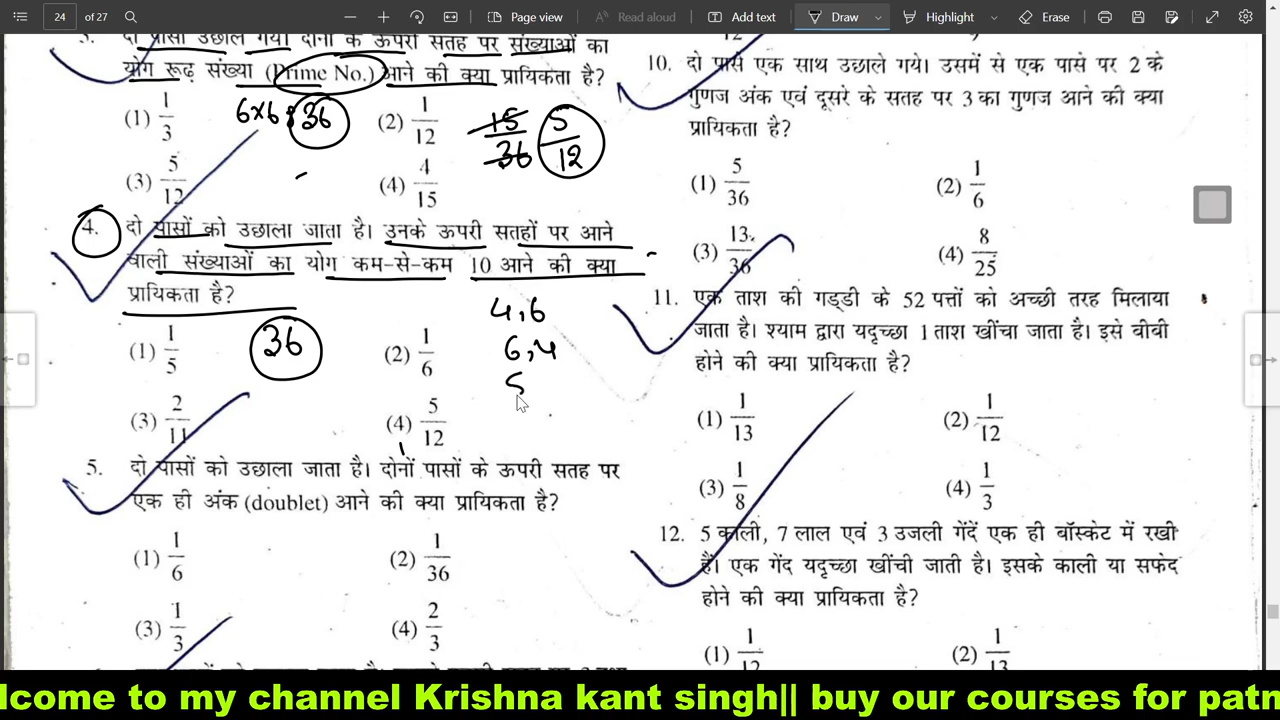 24 of 27
Page view
Read aloud
Add text
Draw
Highlight
Erase
3. दो पासा उछाले गया। दोनों के ऊपरी सतह पर संख्याओं का
योग रूढ़ संख्या (Prime No.) आने की क्या प्रायिकता है?
(1) 1/3
6x6 36
(2) 1/12
15/36 5/12
(3) 5/12
(4) 4/15
4. दो पासों को उछाला जाता है। उनके ऊपरी सतहों पर आने
वाली संख्याओं का योग कम-से-कम 10 आने की क्या
प्रायिकता है?
(1) 1/5
36
(2) 1/6
4,6
6,4
5
(3) 2/11
(4) 5/12
5. दो पासों को उछाला जाता है। दोनों पासों के ऊपरी सतह पर
एक ही अंक (doublet) आने की क्या प्रायिकता है?
(1) 1/6
(2) 1/36
(3) 1/3
(4) 2/3
10. दो पासे एक साथ उछाले गये। उसमें से एक पासे पर 2 के
गुणज अंक एवं दूसरे के सतह पर 3 का गुणज आने की क्या
प्रायिकता है?
(1) 5/36
(2) 1/6
(3) 13/36
(4) 8/25
11. एक ताश की गड्डी के 52 पत्तों को अच्छी तरह मिलाया
जाता है। श्याम द्वारा यदृच्छा 1 ताश खींचा जाता है। इसे बीबी
होने की क्या प्रायिकता है?
(1) 1/13
(2) 1/12
(3) 1/8
(4) 1/3
12. 5 काली, 7 लाल एवं 3 उजली गेंदें एक ही बॉस्केट में रखी
हैं। एक गेंद यदृच्छा खींची जाती है। इसके काली या सफेद
होने की क्या प्रायिकता है?
(1) 1/12
(2) 1/13
lcome to my channel Krishna kant singh|| buy our courses for patn